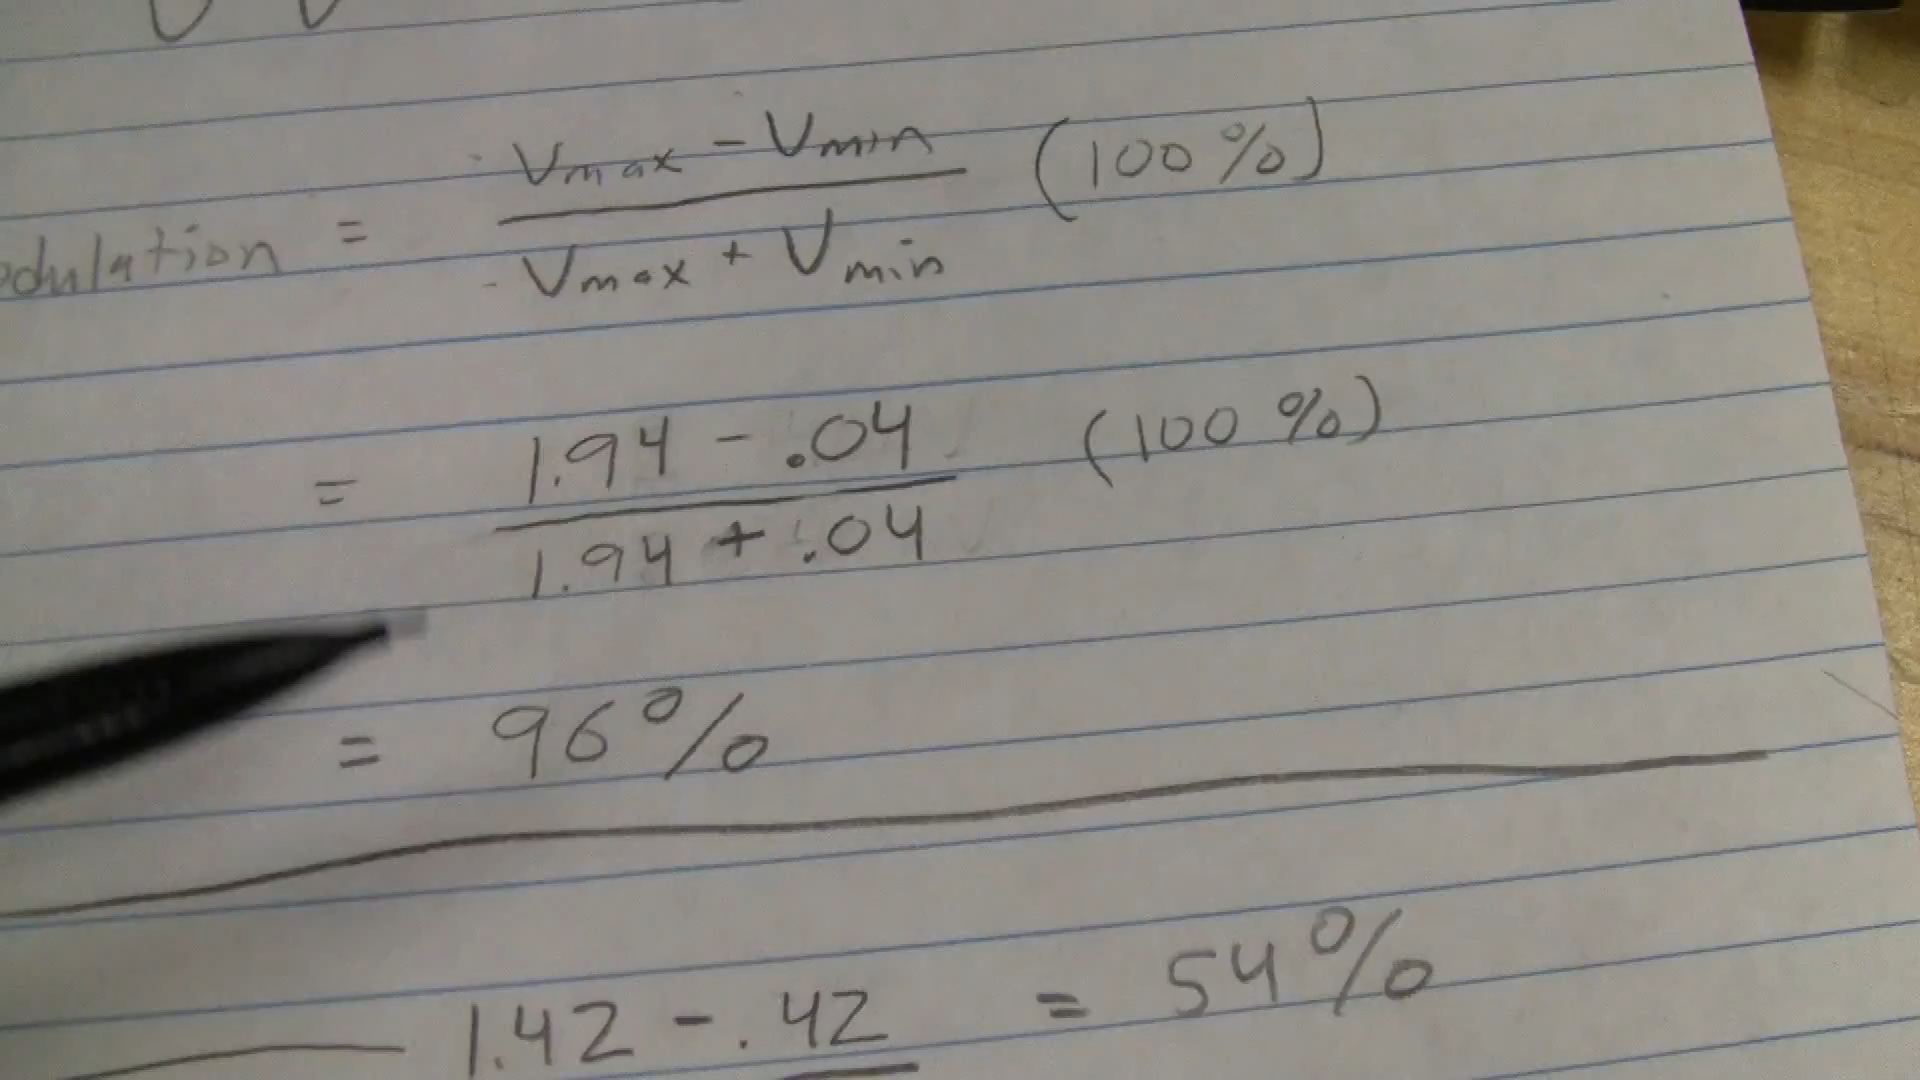 Vmax - Vmin (100%)
odulation = 
Vmax + Vmin
= 1.94 - .04 (100%)
1.94 + .04
= 96%
1.42 - .42 = 54%